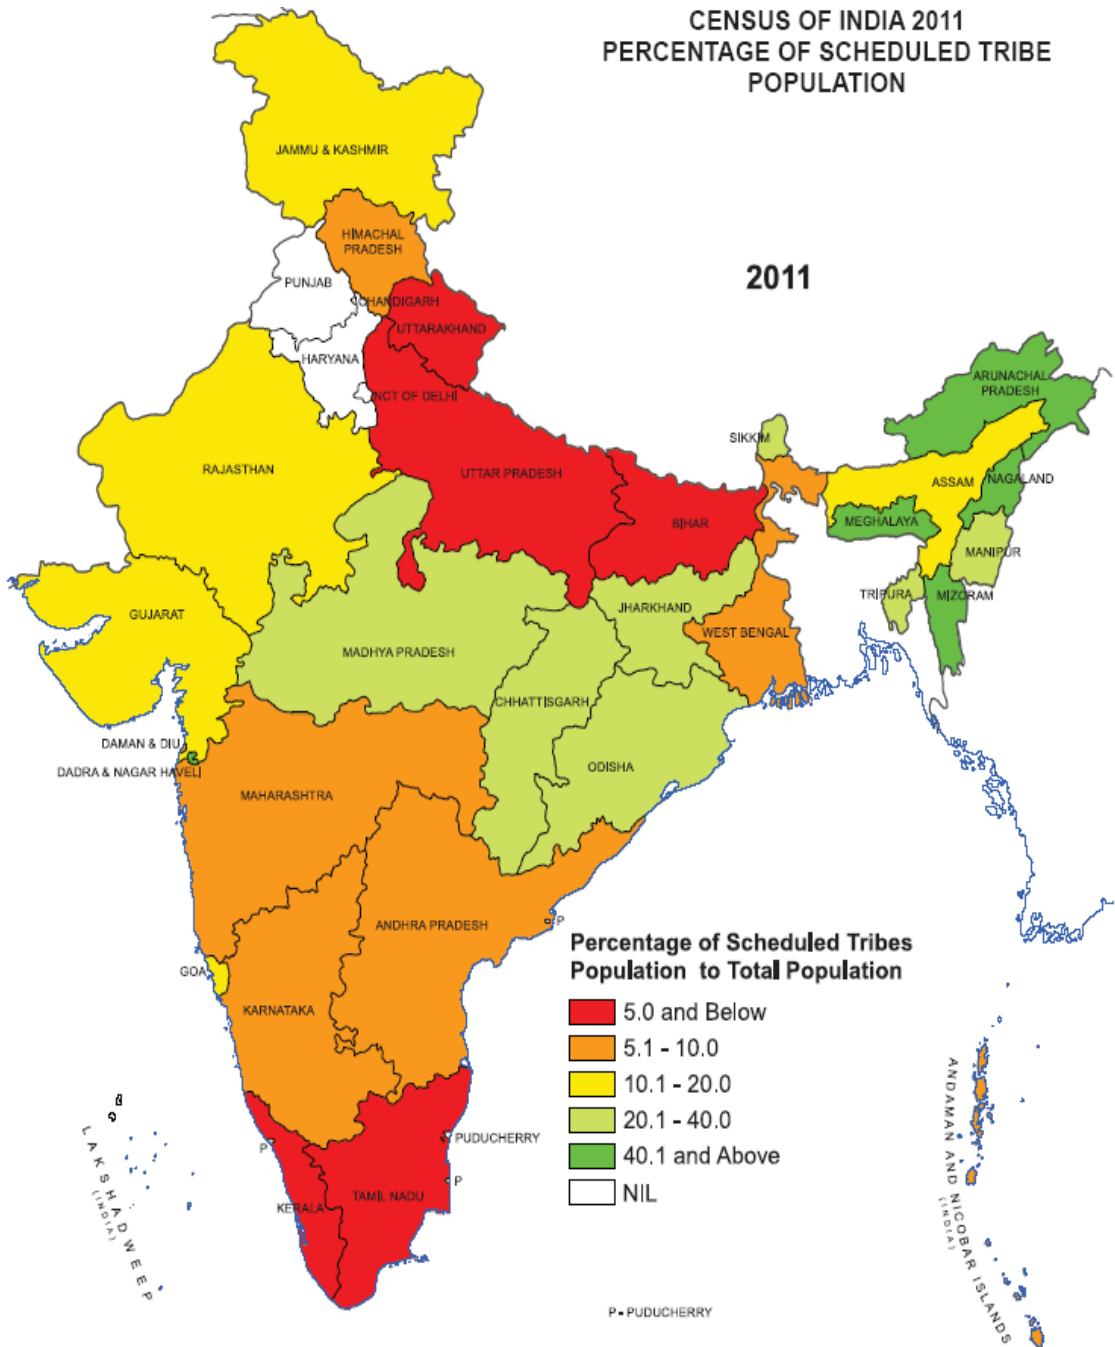 CENSUS OF INDIA 2011
PERCENTAGE OF SCHEDULED TRIBE
POPULATION
JAMMU & KASHMIR
HIMACHAL
PRADESH
2011
PUNJAB
CHANDIGARH
UTTARAKHAND
HARYANA
ARUNACHAL
PRADESH
NCT OF DELHI
SIKKIM
RAJASTHAN
UTTAR PRADESH
ASSAM
NAGALAND
BIHAR
MEGHALAYA
MANIPUR
GUJARAT
JHARKHAND
TRIPURA
MIZORAM
WEST BENGAL
MADHYA PRADESH
CHHATTISGARH
DAMAN & DIU
DADRA & NAGAR HAVELI
ODISHA
MAHARASHTRA
ANDHRA PRADESH
P
GOA
KARNATAKA
Percentage of Scheduled Tribes
Population to Total Population
5.0 and Below
5.1 - 10.0
10.1 - 20.0
20.1 - 40.0
40.1 and Above
NIL
PUDUCHERRY
P
P
TAMIL NADU
KERALA
LAKSHADWEEP
(INDIA)
ANDAMAN AND NICOBAR ISLANDS
(INDIA)
P - PUDUCHERRY